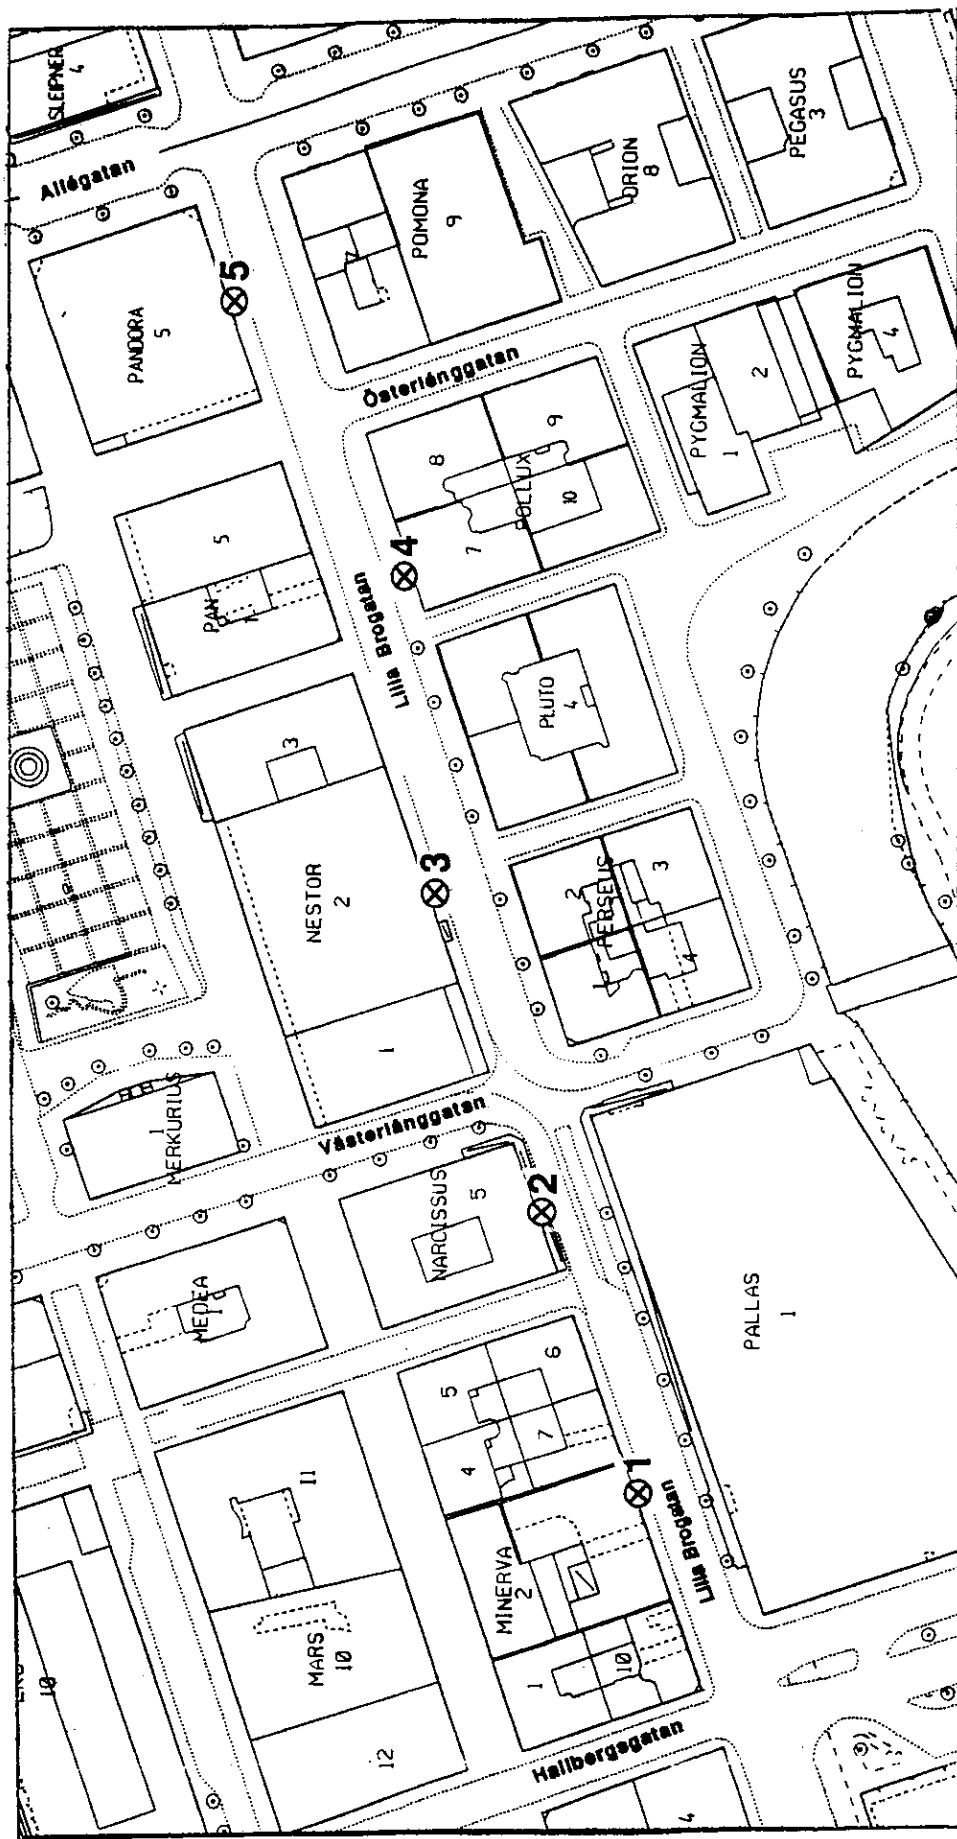 SLEIPNER
4
Allégatan
PANDORA
5
5
POMONA
9
7
ORION
8
PEGASUS
3
Österlånggatan
PYGMALION
1
2
PYGMALION
4
POLLUX
8
9
7
10
4
Lilla Brogatan
PAN
5
PLUTO
4
NESTOR
2
3
1
3
PERSEUS
2
3
4
MERKURIUS
1
Västerlånggatan
NARCISSUS
5
2
MEDEA
PALLAS
1
MARS
10
11
12
MINERVA
2
5
6
4
7
1
10
1
Lilla Brogatan
Hallbergsgatan
4
10